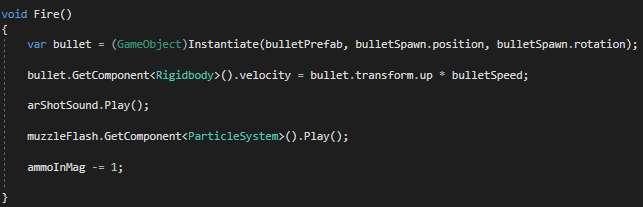 void Fire()
{
var bullet = (GameObject)Instantiate(bulletPrefab, bulletSpawn.position, bulletSpawn.rotation);
bullet.GetComponent<Rigidbody>().velocity = bullet.transform.up * bulletSpeed;
arShotSound.Play();
muzzleFlash.GetComponent<ParticleSystem>().Play();
ammoInMag -= 1;
}